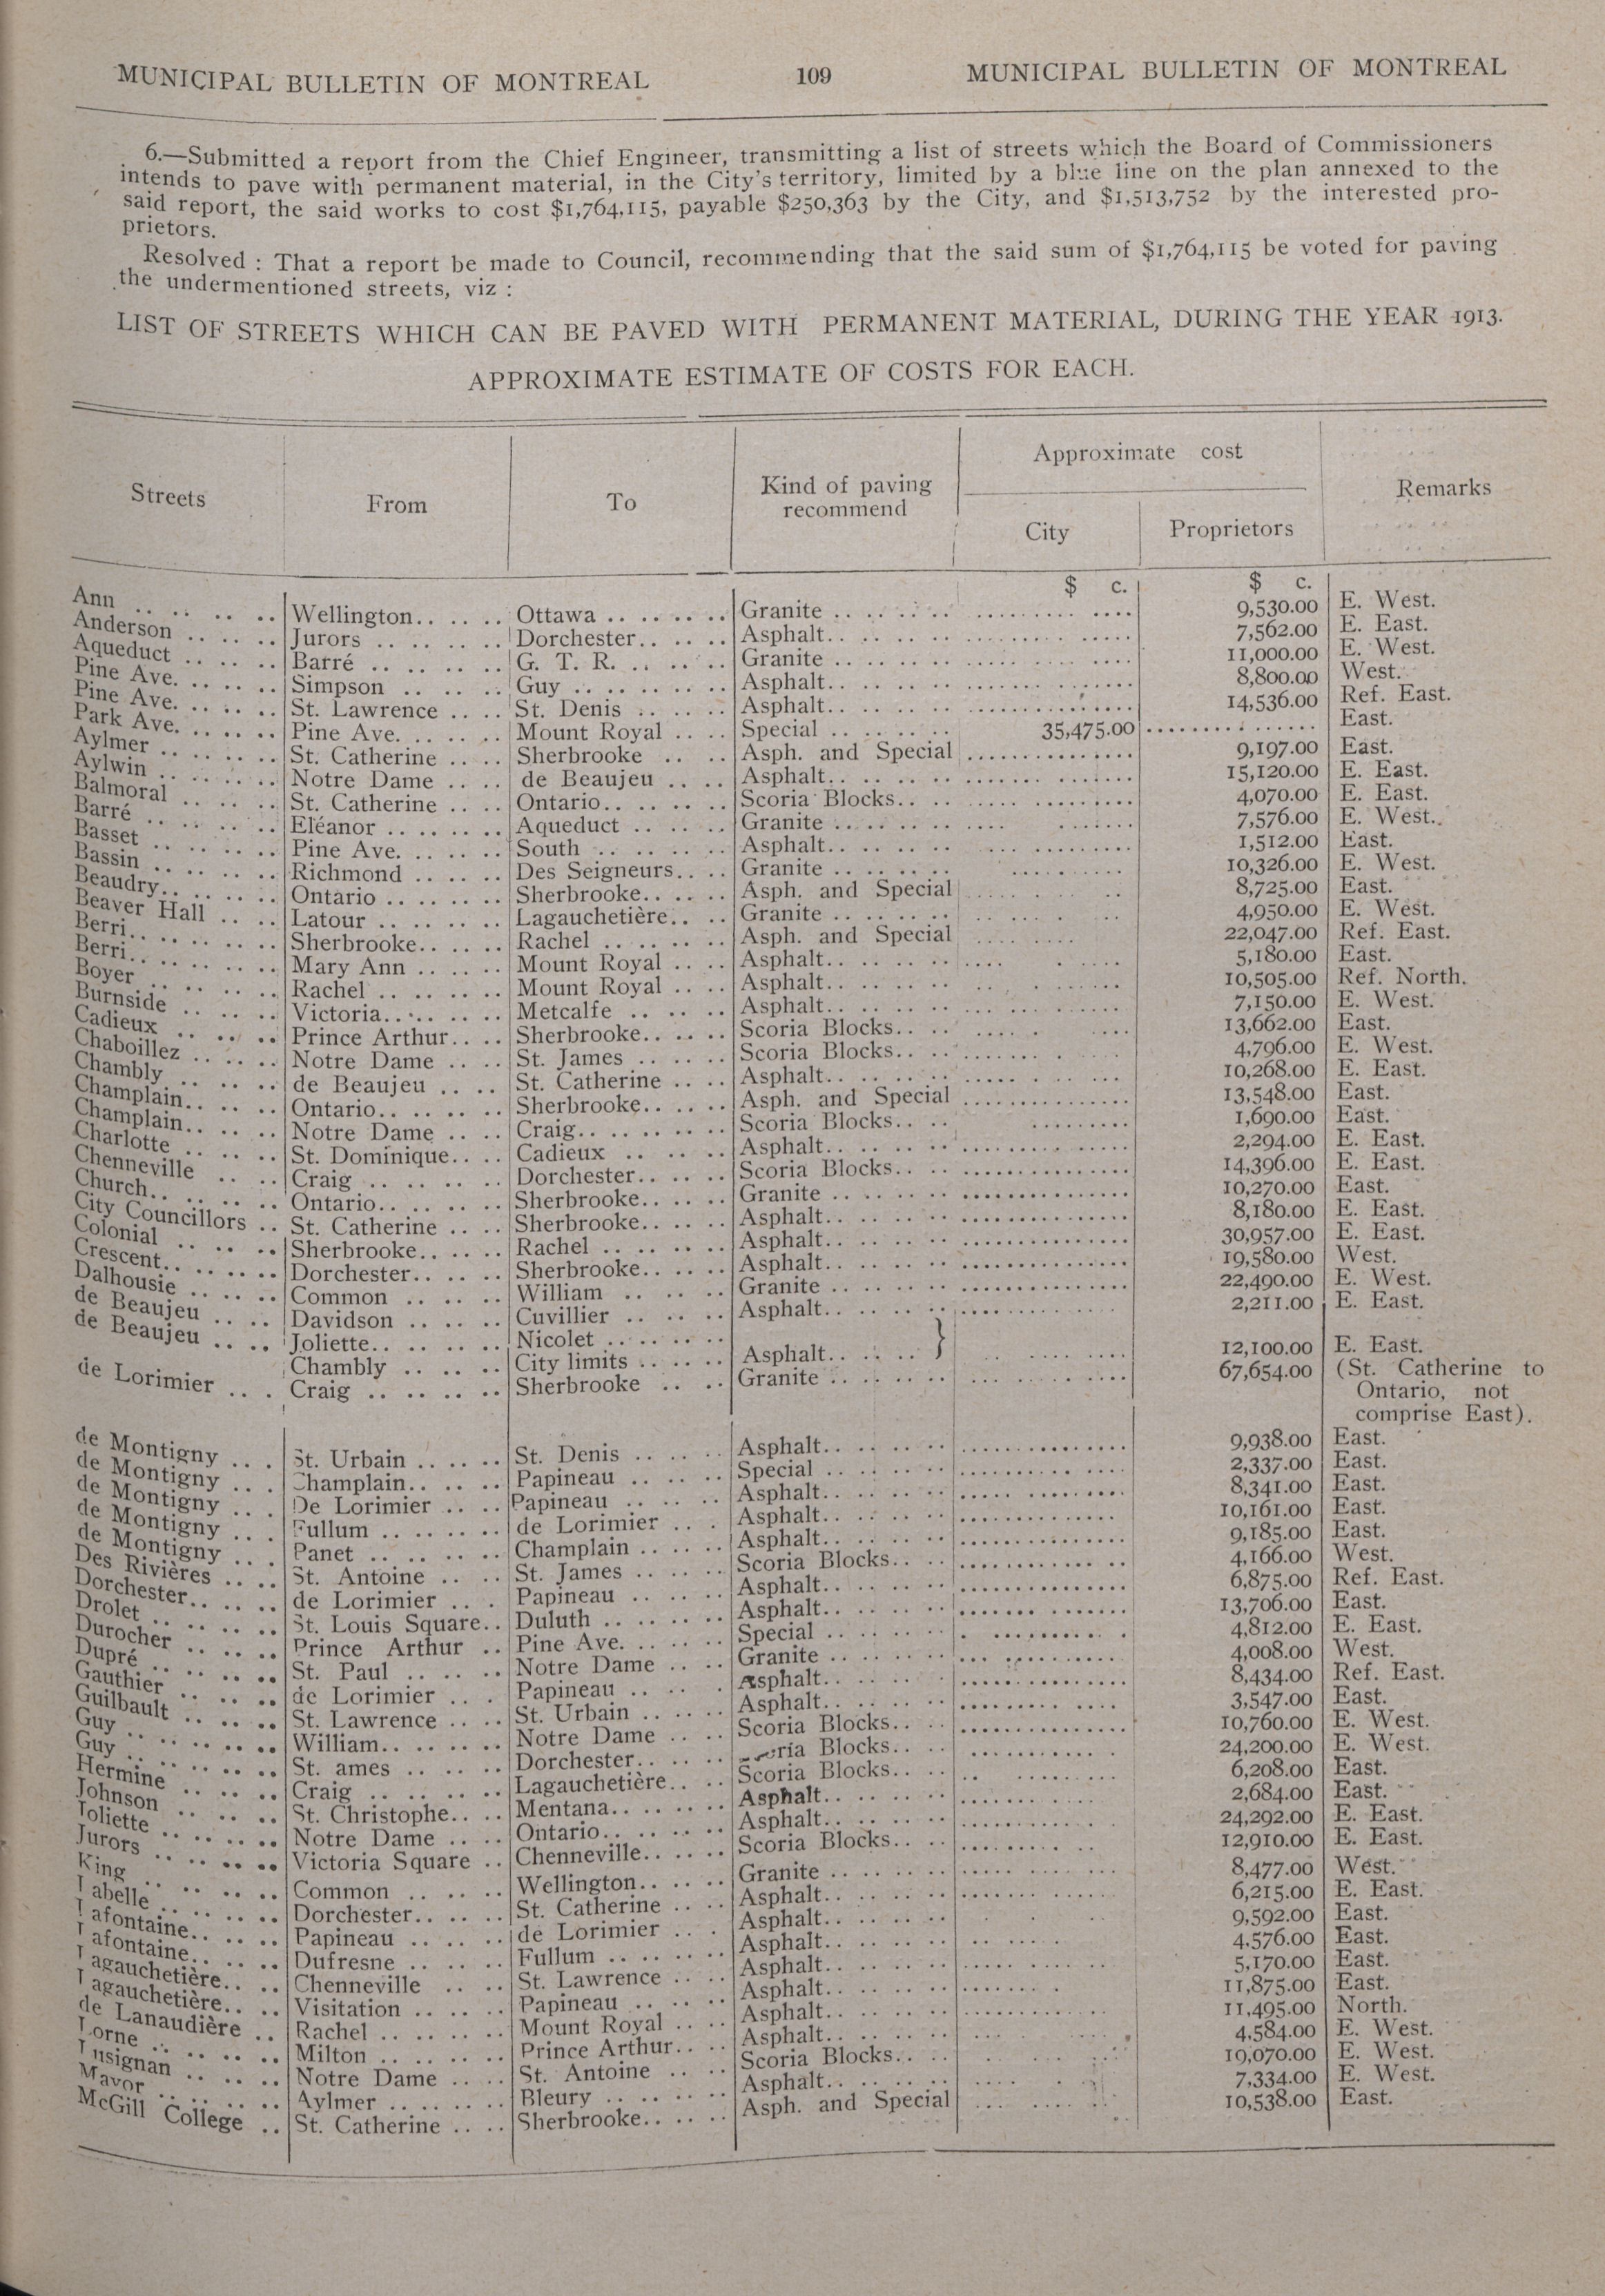 MUNICIPAL BULLETIN OF MONTREAL 109 MUNICIPAL BULLETIN OF MONTREAL
6.—Submitted a report from the Chief Engineer, transmitting a list of streets which the Board of Commissioners
intends to pave with permanent material, in the City's territory, limited by a blue line on the plan annexed to the
said report, the said works to cost $1,764,115, payable $250,363 by the City, and $1,513,752 by the interested pro-
prietors.
Resolved : That a report be made to Council, recommending that the said sum of $1,764,115 be voted for paving
the undermentioned streets, viz :
LIST OF STREETS WHICH CAN BE PAVED WITH PERMANENT MATERIAL, DURING THE YEAR 1913.
APPROXIMATE ESTIMATE OF COSTS FOR EACH.
Streets From To Kind of paving recommend Approximate cost City Proprietors Remarks
$ c. $ c.
Ann .. .. .. .. Wellington.. .. .. Ottawa .. .. .. .. Granite .. .. .. .. 9,530.00 E. West.
Anderson .. .. .. Jurors .. .. .. .. Dorchester.. .. .. Asphalt.. .. .. .. 7,562.00 E. East.
Aqueduct .. .. .. Barré .. .. .. .. G. T. R. .. .. .. Granite .. .. .. .. 11,000.00 E. West.
Pine Ave. .. .. .. Simpson .. .. .. Guy .. .. .. .. Asphalt.. .. .. .. 8,800.00 West.
Pine Ave. .. .. .. St. Lawrence .. .. St. Denis .. .. .. Asphalt.. .. .. .. 14,536.00 Ref. East.
Park Ave. .. .. .. Pine Ave. .. .. .. Mount Royal .. .. Special .. .. .. .. 35,475.00 .......... East.
Aylmer .. .. .. .. St. Catherine .. .. Sherbrooke .. .. Asph. and Special 9,197.00 East.
Aylwin .. .. .. .. Notre Dame .. .. de Beaujeu .. .. Asphalt.. .. .. .. 15,120.00 E. East.
Balmoral .. .. .. St. Catherine .. .. Ontario.. .. .. .. Scoria Blocks.. .. 4,070.00 E. East.
Barré .. .. .. .. Eléanor .. .. .. .. Aqueduct .. .. .. Granite .. .. .. .. 7,576.00 E. West.
Basset .. .. .. .. Pine Ave. .. .. .. South .. .. .. .. Asphalt.. .. .. .. 1,512.00 East.
Bassin .. .. .. .. Richmond .. .. .. Des Seigneurs.. .. Granite .. .. .. .. 10,326.00 E. West.
Beaudry.. .. .. .. Ontario .. .. .. .. Sherbrooke.. .. .. Asph. and Special 8,725.00 East.
Beaver Hall .. .. Latour .. .. .. .. Lagauchetière.. .. Granite .. .. .. .. 4,950.00 E. West.
Berri.. .. .. .. .. Sherbrooke.. .. .. Rachel .. .. .. .. Asph. and Special 22,047.00 Ref. East.
Berri.. .. .. .. .. Mary Ann .. .. .. Mount Royal .. .. Asphalt.. .. .. .. 5,180.00 East.
Boyer .. .. .. .. Rachel .. .. .. .. Mount Royal .. .. Asphalt.. .. .. .. 10,505.00 Ref. North.
Burnside .. .. .. Victoria.. .. .. .. Metcalfe .. .. .. Asphalt.. .. .. .. 7,150.00 E. West.
Cadieux .. .. .. Prince Arthur.. .. Sherbrooke.. .. .. Scoria Blocks.. .. 13,662.00 East.
Chaboillez .. .. .. Notre Dame .. .. St. James .. .. .. Scoria Blocks.. .. 4,796.00 E. West.
Chambly .. .. .. de Beaujeu .. .. St. Catherine .. .. Asphalt.. .. .. .. 10,268.00 E. East.
Champlain.. .. .. Ontario.. .. .. .. Sherbrooke.. .. .. Asph. and Special 13,548.00 East.
Champlain.. .. .. Notre Dame .. .. Craig.. .. .. .. .. Scoria Blocks.. .. 1,690.00 East.
Charlotte .. .. .. St. Dominique.. .. Cadieux .. .. .. Asphalt.. .. .. .. 2,294.00 E. East.
Chenneville .. .. Craig .. .. .. .. Dorchester.. .. .. Scoria Blocks.. .. 14,396.00 E. East.
Church.. .. .. .. Ontario.. .. .. .. Sherbrooke.. .. .. Granite .. .. .. .. 10,270.00 East.
City Councillors .. St. Catherine .. .. Sherbrooke.. .. .. Asphalt.. .. .. .. 8,180.00 E. East.
Colonial .. .. .. .. Sherbrooke.. .. .. Rachel .. .. .. .. Asphalt.. .. .. .. 30,957.00 E. East.
Crescent.. .. .. .. Dorchester.. .. .. Sherbrooke.. .. .. Asphalt.. .. .. .. 19,580.00 West.
Dalhousie .. .. .. Common .. .. .. William .. .. .. Granite .. .. .. .. 22,490.00 E. West.
de Beaujeu .. .. Davidson .. .. .. Cuvillier .. .. .. Asphalt.. .. .. .. 2,211.00 E. East.
de Beaujeu .. .. Joliette.. .. .. .. Nicolet .. .. .. ..
Chambly .. .. .. City limits .. .. .. Asphalt.. .. .. .. } 12,100.00 E. East.
de Lorimier .. . Craig .. .. .. .. Sherbrooke .. .. Granite .. .. .. .. 67,654.00 (St. Catherine to
Ontario, not
comprise East).
de Montigny .. . St. Urbain .. .. .. St. Denis .. .. .. Asphalt.. .. .. .. 9,938.00 East.
de Montigny .. . Champlain.. .. .. Papineau .. .. .. Special .. .. .. .. 2,337.00 East.
de Montigny .. . De Lorimier .. .. Papineau .. .. .. Asphalt.. .. .. .. 8,341.00 East.
de Montigny .. . Fullum .. .. .. .. de Lorimier .. . Asphalt.. .. .. .. 10,161.00 East.
de Montigny .. . Panet .. .. .. .. Champlain .. .. .. Asphalt.. .. .. .. 9,185.00 East.
Des Rivières .. .. St. Antoine .. .. St. James .. .. .. Scoria Blocks.. .. 4,166.00 West.
Dorchester.. .. .. de Lorimier .. . Papineau .. .. .. Asphalt.. .. .. .. 6,875.00 Ref. East.
Drolet .. .. .. .. St. Louis Square.. Duluth .. .. .. .. Asphalt.. .. .. .. 13,706.00 East.
Durocher .. .. .. Prince Arthur .. Pine Ave. .. .. .. Special .. .. .. .. 4,812.00 E. East.
Dupré .. .. .. .. St. Paul .. .. .. Notre Dame .. .. Granite .. .. .. .. 4,008.00 West.
Gauthier .. .. .. de Lorimier .. . Papineau .. .. . Asphalt.. .. .. .. 8,434.00 Ref. East.
Guilbault .. .. .. St. Lawrence .. .. St. Urbain .. .. .. Asphalt.. .. .. .. 3,547.00 East.
Guy .. .. .. .. .. William.. .. .. .. Notre Dame .. .. Scoria Blocks.. .. 10,760.00 E. West.
Guy .. .. .. .. .. St. ames .. .. .. Dorchester.. .. .. ria Blocks.. .. 24,200.00 E. West.
Hermine .. .. .. Craig .. .. .. .. Lagauchetière.. .. Scoria Blocks.. .. 6,208.00 East.
Johnson .. .. .. St. Christophe.. .. Mentana.. .. .. .. Asphalt.. .. .. .. 2,684.00 East.
Joliette .. .. .. .. Notre Dame .. .. Ontario.. .. .. .. Asphalt.. .. .. .. 24,292.00 E. East.
Jurors .. .. .. .. Victoria Square .. Chenneville.. .. .. Scoria Blocks.. .. 12,910.00 E. East.
King .. .. .. .. Common .. .. .. Wellington.. .. .. Granite .. .. .. .. 8,477.00 West.
Labelle .. .. .. .. Dorchester.. .. .. St. Catherine .. .. Asphalt.. .. .. .. 6,215.00 E. East.
Lafontaine.. .. .. Papineau .. .. .. de Lorimier .. . Asphalt.. .. .. .. 9,592.00 East.
Lafontaine.. .. .. Dufresne .. .. .. Fullum .. .. .. .. Asphalt.. .. .. .. 4.576.00 East.
Lagauchetière.. .. Chenneville .. .. St. Lawrence .. .. Asphalt.. .. .. .. 5,170.00 East.
Lagauchetière.. .. Visitation .. .. .. Papineau .. .. .. Asphalt.. .. .. .. 11,875.00 East.
de Lanaudière .. Rachel .. .. .. .. Mount Royal .. .. Asphalt.. .. .. .. 11,495.00 North.
Lorne .. .. .. .. Milton .. .. .. .. Prince Arthur.. .. Asphalt.. .. .. .. 4,584.00 E. West.
Lusignan .. .. .. Notre Dame .. .. St. Antoine .. .. Scoria Blocks.. .. 19,070.00 E. West.
Mayor .. .. .. .. Aylmer .. .. .. .. Bleury .. .. .. .. Asphalt.. .. .. .. 7,334.00 E. West.
McGill College .. St. Catherine .. .. Sherbrooke.. .. .. Asph. and Special 10,538.00 East.